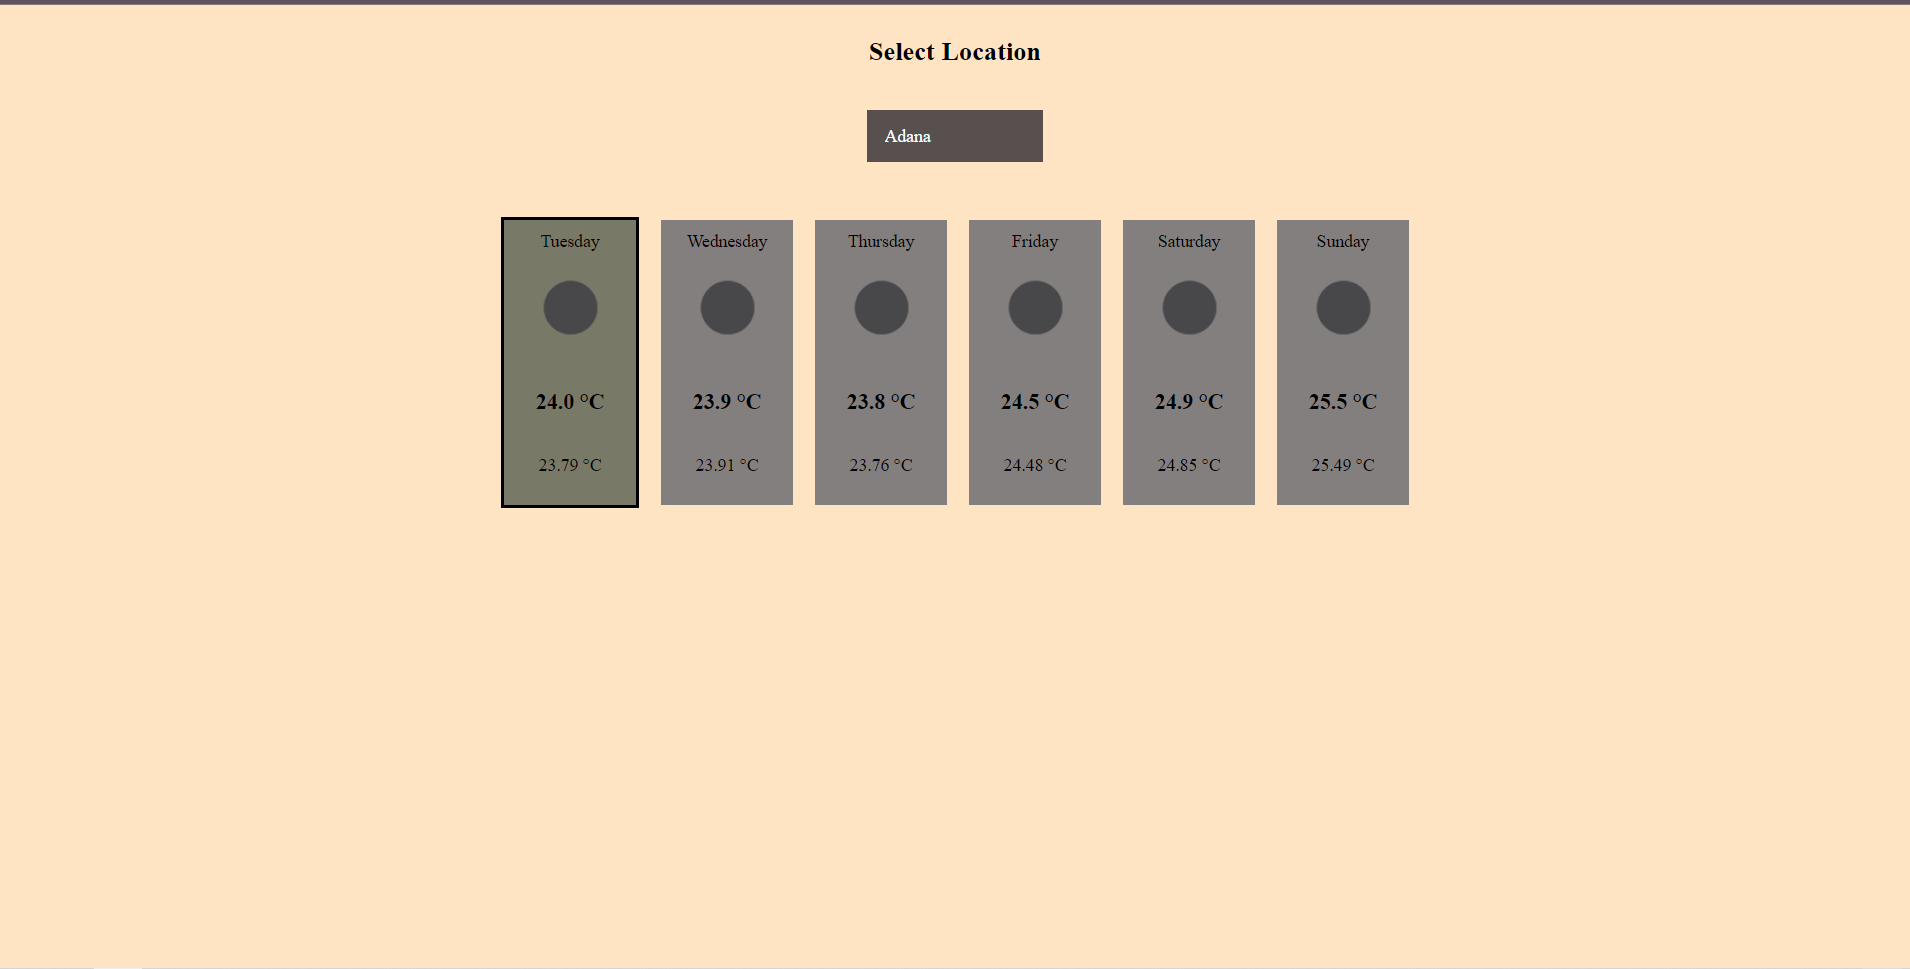 Select Location
Adana
Tuesday Wednesday Thursday Friday Saturday Sunday
24.0 °C 23.9 °C 23.8 °C 24.5 °C 24.9 °C 25.5 °C
23.79 °C 23.91 °C 23.76 °C 24.48 °C 24.85 °C 25.49 °C